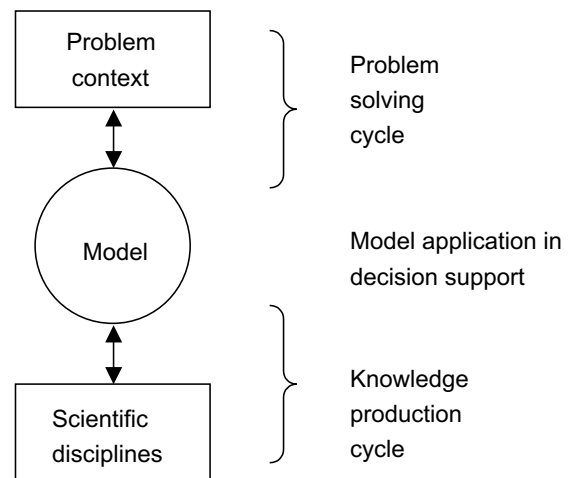 Problem
context
Problem
solving
cycle
Model
Model application in
decision support
Scientific
disciplines
Knowledge
production
cycle